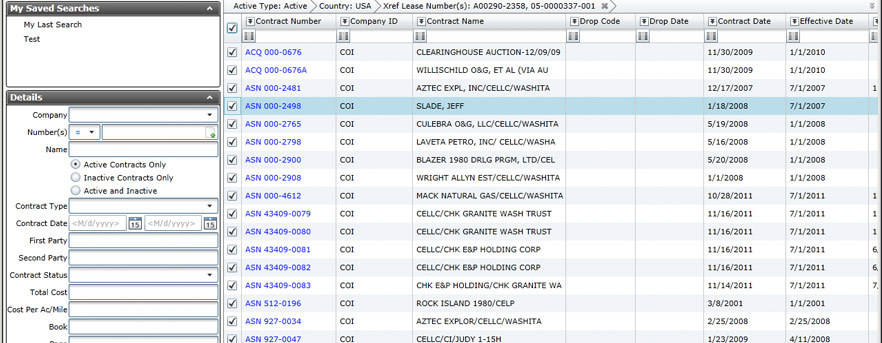 My Saved Searches
My Last Search
Test
Details
Company
Number(s) =
Name
Active Contracts Only
Inactive Contracts Only
Active and Inactive
Contract Type
Contract Date <M/d/yyyy> 15 <M/d/yyyy> 15
First Party
Second Party
Contract Status
Total Cost
Cost Per Ac/Mile
Book
Active Type: Active Country: USA Xref Lease Number(s): A00290-2358, 05-0000337-001
Contract Number Company ID Contract Name Drop Code Drop Date Contract Date Effective Date
ACQ 000-0676 COI CLEARINGHOUSE AUCTION-12/09/09 11/30/2009 1/1/2010
ACQ 000-0676A COI WILLISCHILD O&G, ET AL (VIA AU 11/30/2009 1/1/2010
ASN 000-2481 COI AZTEC EXPL, INC/CELLC/WASHITA 12/17/2007 7/1/2007 1
ASN 000-2498 COI SLADE, JEFF 1/18/2008 7/1/2007
ASN 000-2765 COI CULEBRA O&G, LLC/CELLC/WASHITA 5/19/2008 1/1/2008
ASN 000-2798 COI LAVETA PETRO, INC/ CELLC/WASHA 5/16/2008 1/1/2008
ASN 000-2900 COI BLAZER 1980 DRLG PRGM, LTD/CEL 5/20/2008 1/1/2008
ASN 000-2908 COI WRIGHT ALLYN EST/CELLC/WASHITA 1/1/2008 1/1/2008
ASN 000-4612 COI MACK NATURAL GAS/CELLC/WASHITA 10/28/2011 7/1/2011 1
ASN 43409-0079 COI CELLC/CHK GRANITE WASH TRUST 11/16/2011 7/1/2011 1
ASN 43409-0080 COI CELLC/CHK GRANITE WASH TRUST 11/16/2011 7/1/2011 1
ASN 43409-0081 COI CELLC/CHK E&P HOLDING CORP 11/16/2011 7/1/2011 6,
ASN 43409-0082 COI CELLC/CHK E&P HOLDING CORP 11/16/2011 7/1/2011 6,
ASN 43409-0083 COI CHK E&P HOLDING/CHK GRANITE WA 11/14/2011 7/1/2011 7,
ASN 512-0196 COI ROCK ISLAND 1980/CELP 3/8/2001 1/1/2001
ASN 927-0034 COI AZTEC EXPLOR/CELLC/WASHITA 2/25/2008 2/25/2008
ASN 927-0047 COI CELLC/CI/JUDY 1-15H 1/23/2009 4/11/2008